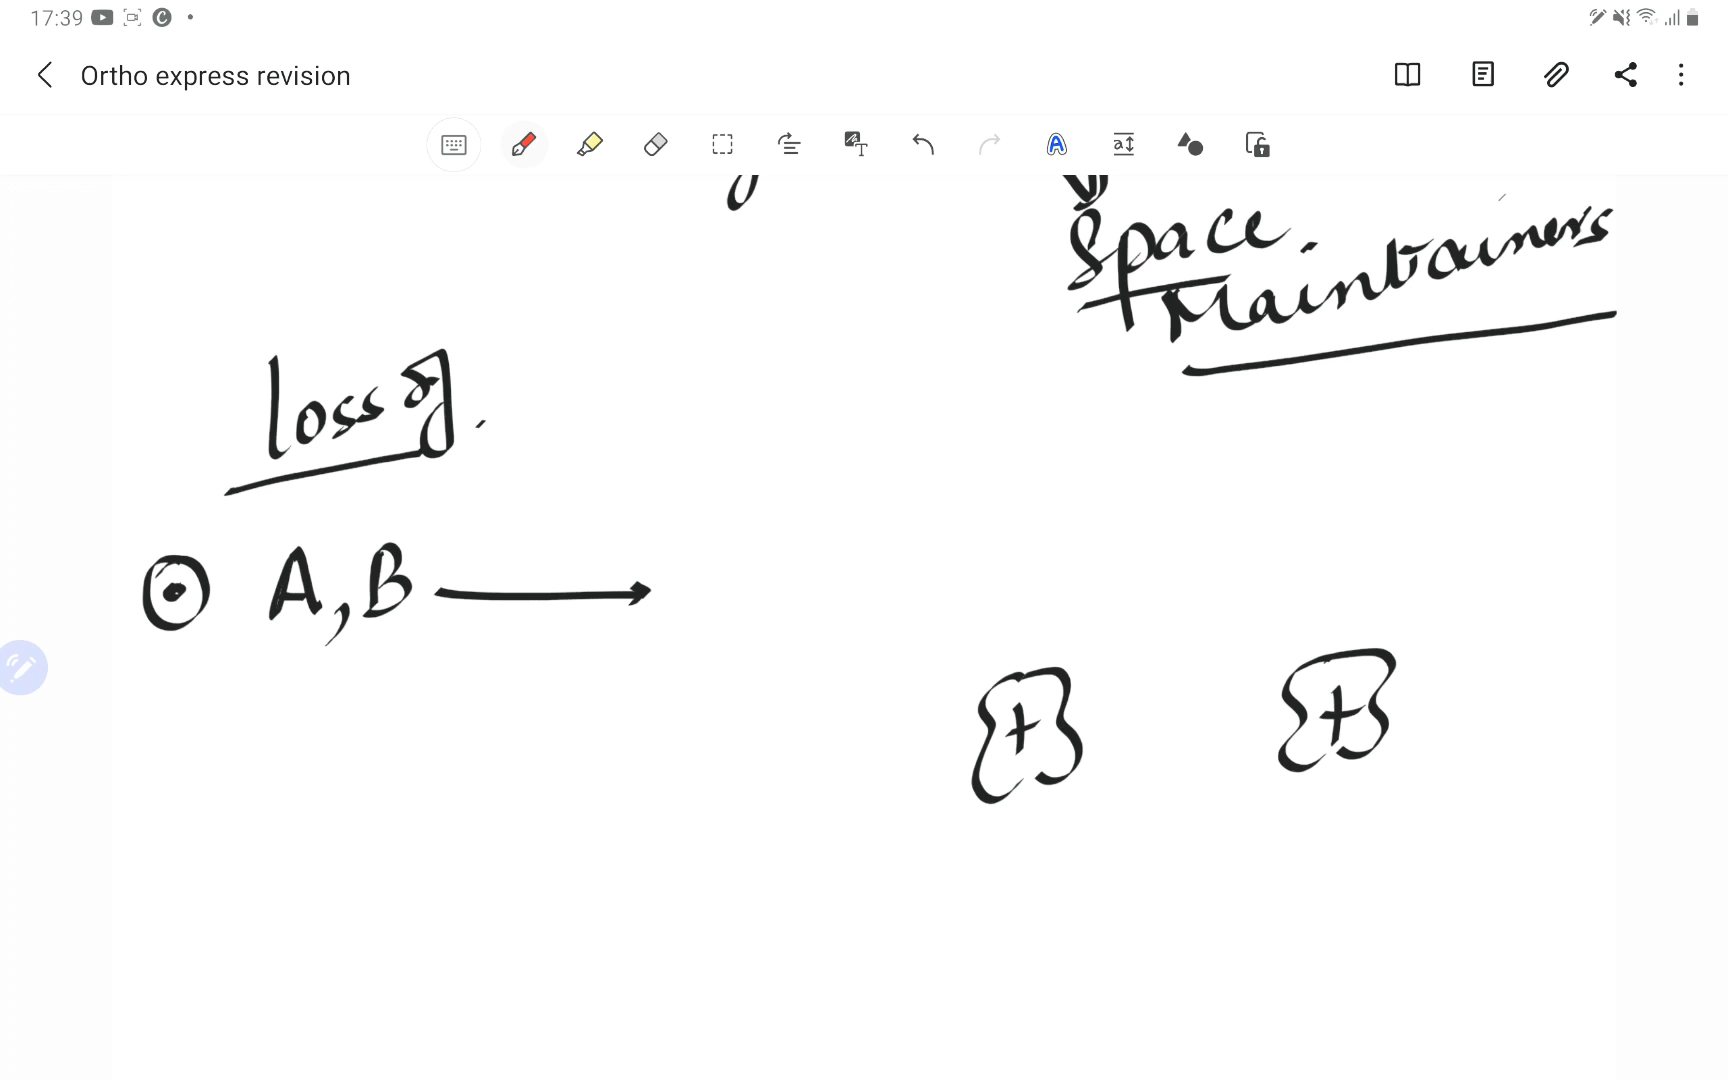 17:39
Ortho express revision
Space.
Maintainers
loss of.
A, B